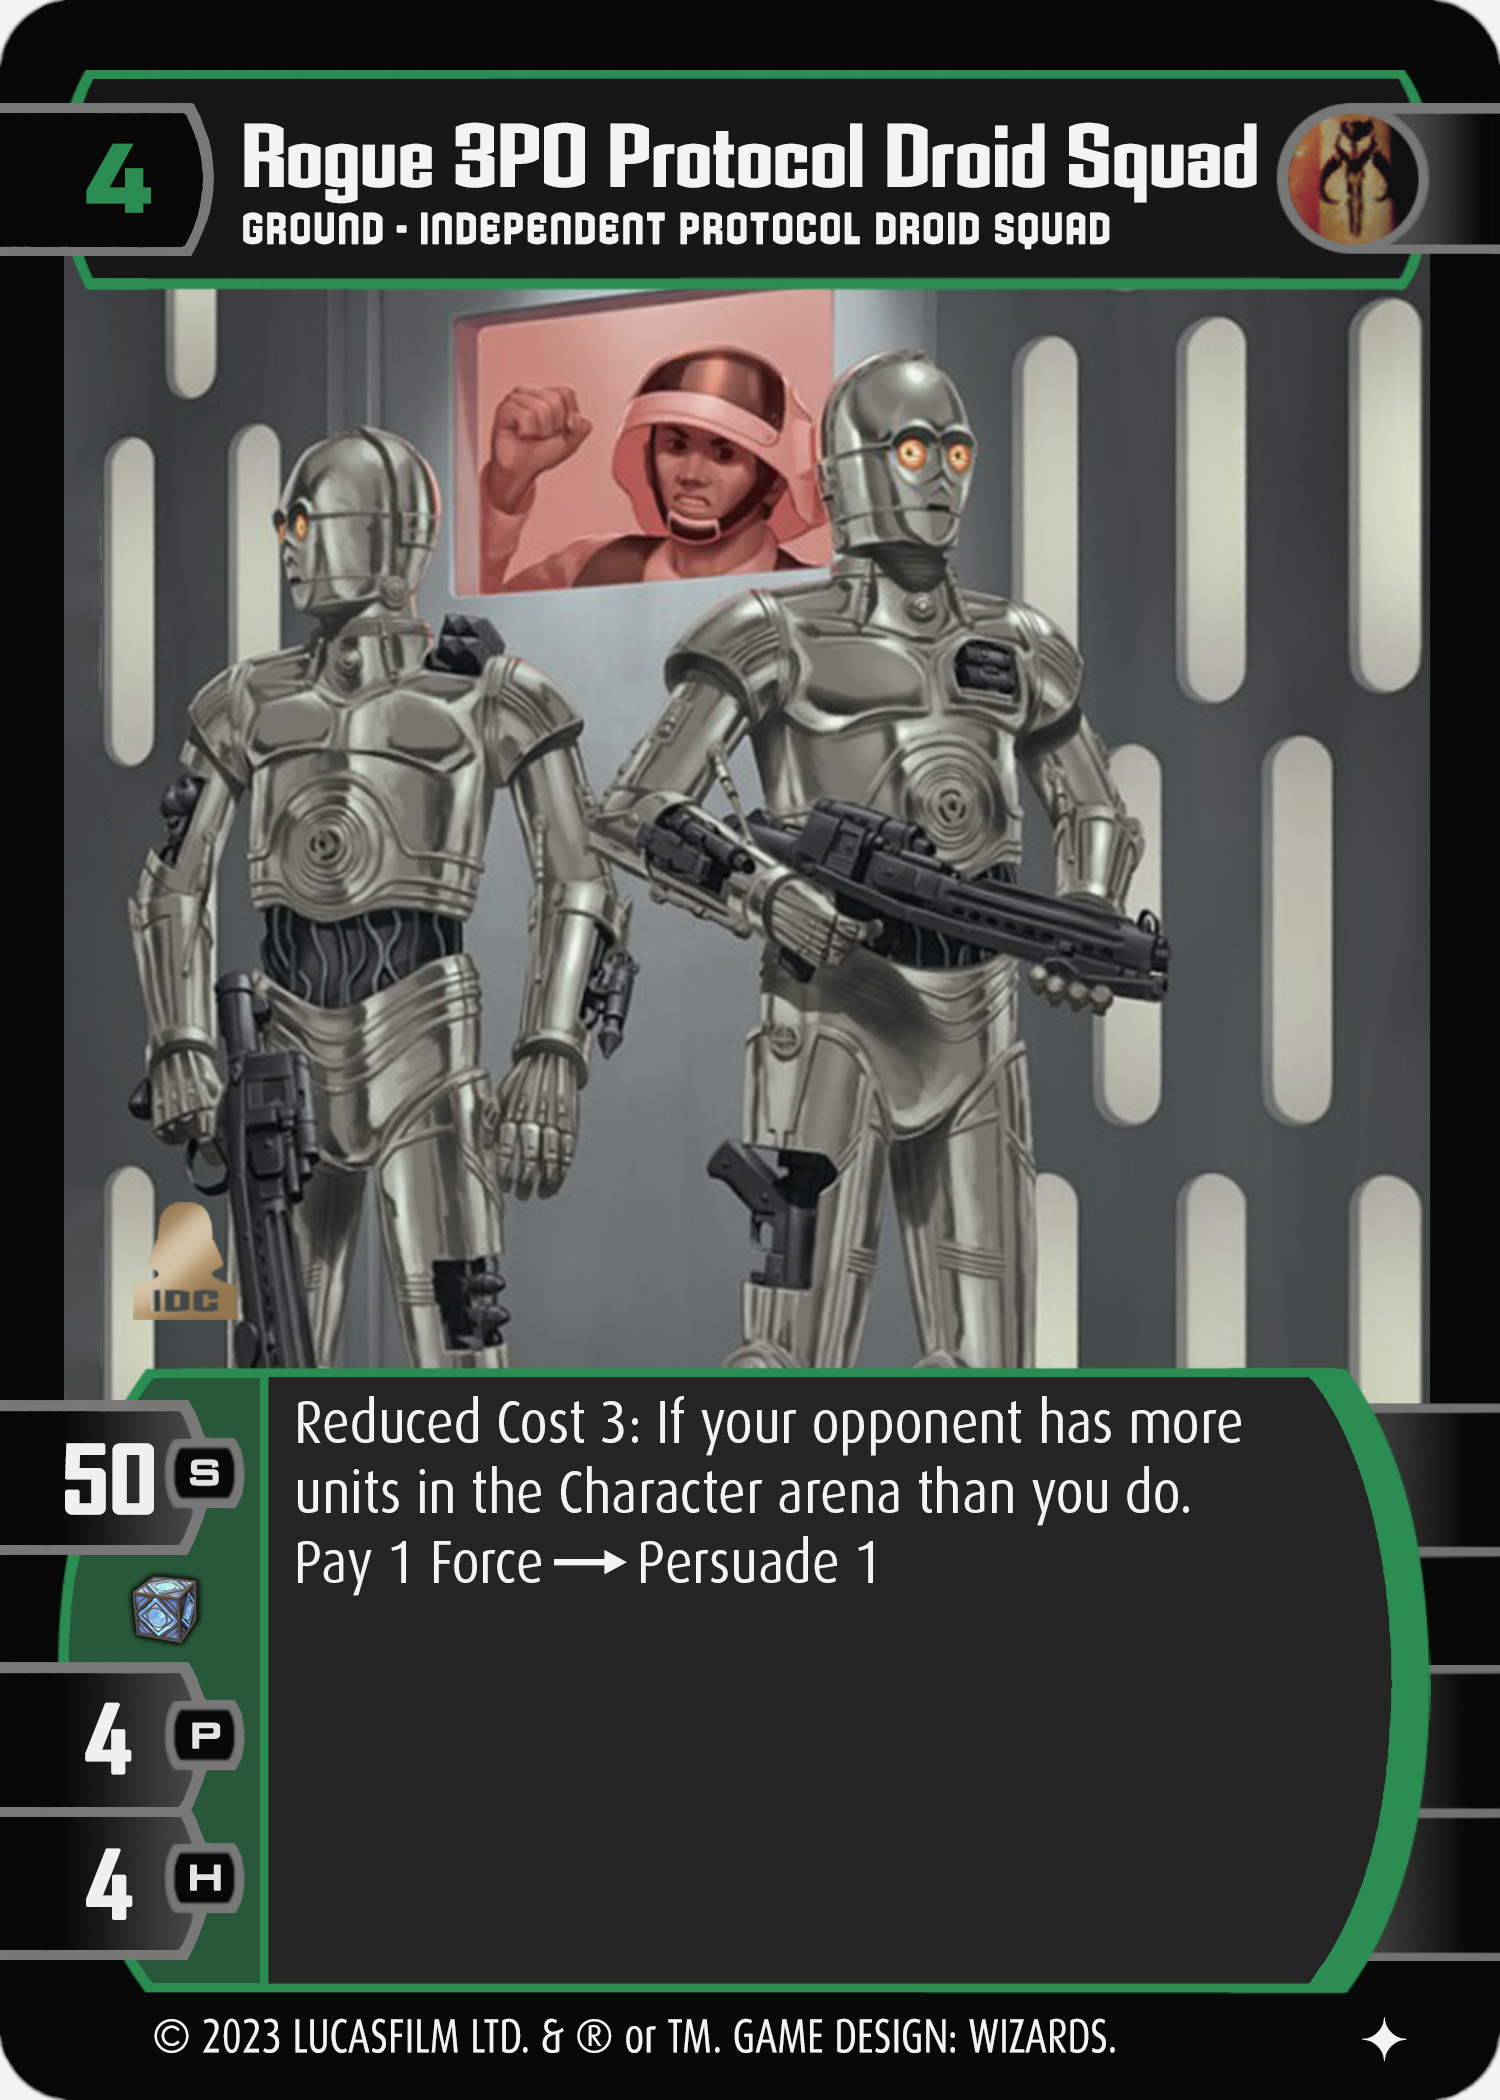 4
Rogue 3PO Protocol Droid Squad
GROUND - INDEPENDENT PROTOCOL DROID SQUAD
IDC
50 S
Reduced Cost 3: If your opponent has more
units in the Character arena than you do.
Pay 1 Force → Persuade 1
4 P
4 H
© 2023 LUCASFILM LTD. & ® or TM. GAME DESIGN: WIZARDS.